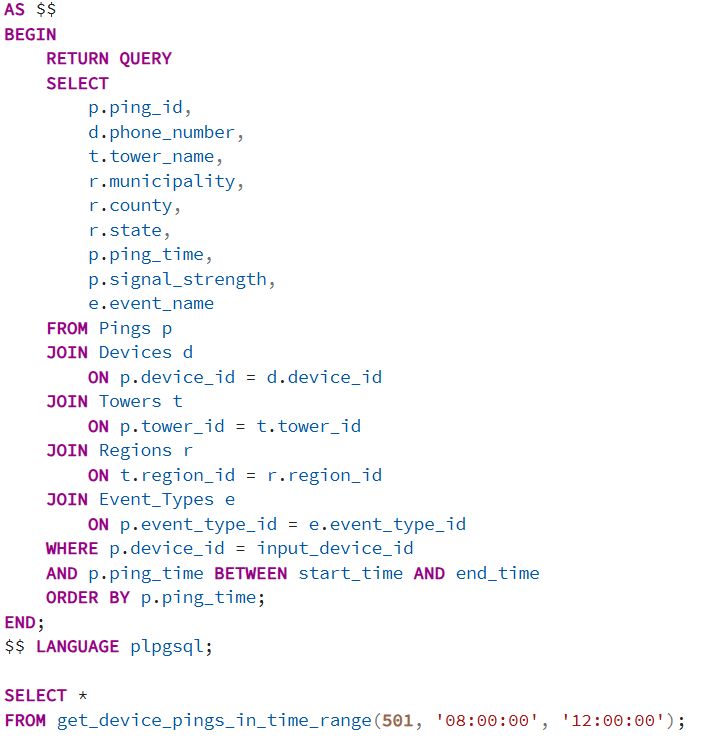 AS $$
BEGIN
    RETURN QUERY
    SELECT
        p.ping_id,
        d.phone_number,
        t.tower_name,
        r.municipality,
        r.county,
        r.state,
        p.ping_time,
        p.signal_strength,
        e.event_name
    FROM Pings p
    JOIN Devices d
        ON p.device_id = d.device_id
    JOIN Towers t
        ON p.tower_id = t.tower_id
    JOIN Regions r
        ON t.region_id = r.region_id
    JOIN Event_Types e
        ON p.event_type_id = e.event_type_id
    WHERE p.device_id = input_device_id
    AND p.ping_time BETWEEN start_time AND end_time
    ORDER BY p.ping_time;
END;
$$ LANGUAGE plpgsql;

SELECT *
FROM get_device_pings_in_time_range(501, '08:00:00', '12:00:00');